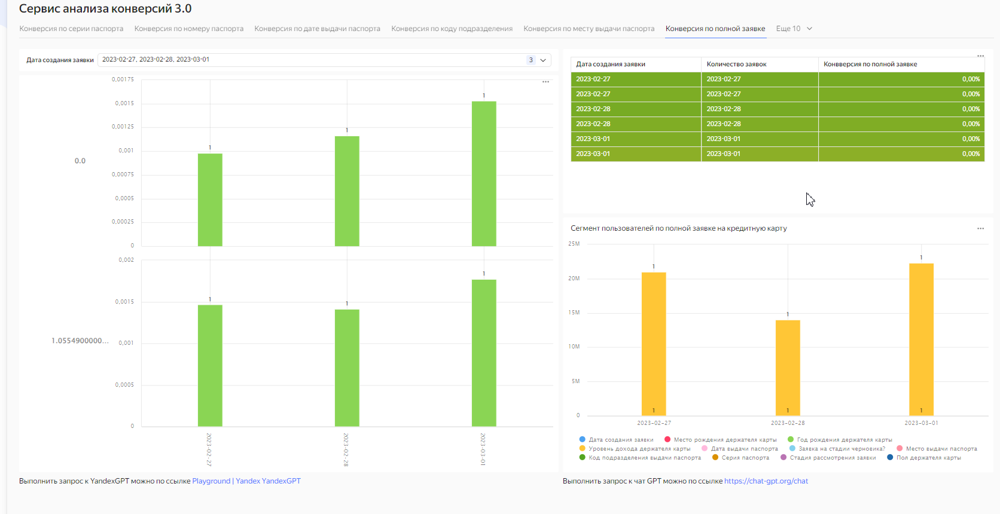 Сервис анализа конверсий 3.0
Конверсия по серии паспорта Конверсия по номеру паспорта Конверсия по дате выдачи паспорта Конверсия по коду подразделения Конверсия по месту выдачи паспорта Конверсия по полной заявке Еще 10
Дата создания заявки 2023-02-27, 2023-02-28, 2023-03-01 3
0,00175
1
0,0015
1
0,00125
1
0,001
0.0
0,00075
0,0005
0,00025
0
0,002
1
0,0015
1
1
1.0554900000...
0,001
0,0005
0
2023-02-27
2023-02-28
2023-03-01
Дата создания заявки Количество заявок Конвверсия по полной заявке
2023-02-27 2023-02-27 0,00%
2023-02-27 2023-02-27 0,00%
2023-02-28 2023-02-28 0,00%
2023-02-28 2023-02-28 0,00%
2023-03-01 2023-03-01 0,00%
2023-03-01 2023-03-01 0,00%
Сегмент пользователей по полной заявке на кредитную карту
25M
1
1
20M
15M
1
10M
5M
1 1 1
0
2023-02-27 2023-02-28 2023-03-01
Дата создания заявки Место рождения держателя карты Год рождения держателя карты
Уровень дохода держателя карты Дата выдачи паспорта Заявка на стадии черновика? Место выдачи паспорта
Код подразделения выдачи паспорта Серия паспорта Стадия рассмотрения заявки Пол держателя карты
Выполнить запрос к YandexGPT можно по ссылке Playground | Yandex YandexGPT
Выполнить запрос к чат GPT можно по ссылке https://chat-gpt.org/chat